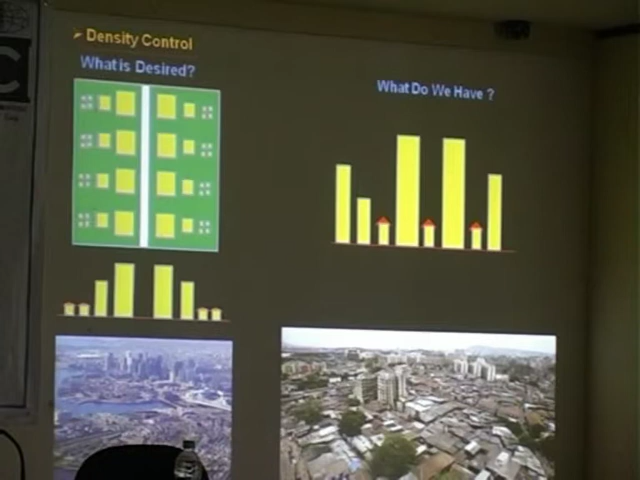 ➢ Density Control
What is Desired?
What Do We Have ?
C